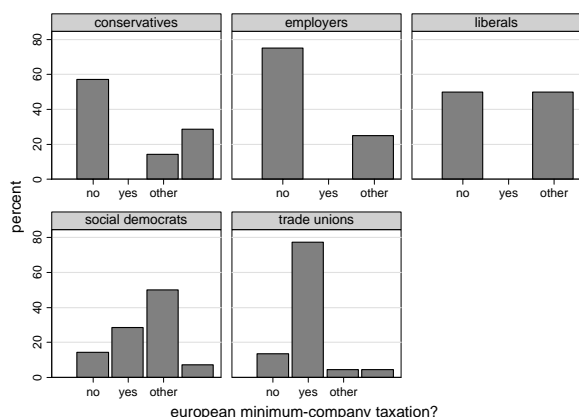 conservatives employers liberals
80
60
40
20
0
no yes other no yes other no yes other
percent
social democrats trade unions
80
60
40
20
0
no yes other no yes other
european minimum-company taxation?